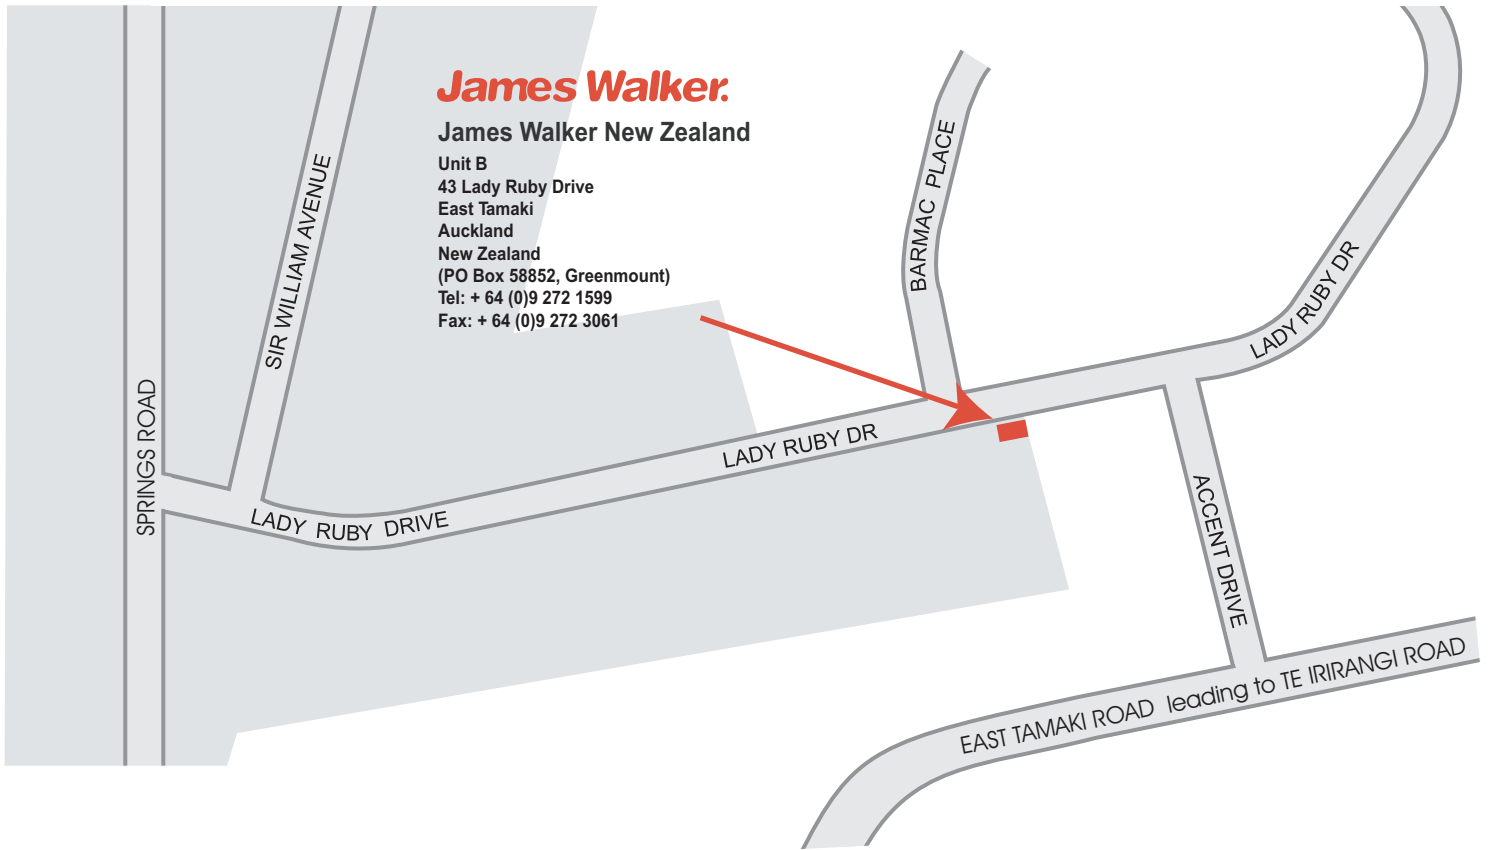 James Walker.
James Walker New Zealand
Unit B
43 Lady Ruby Drive
East Tamaki
Auckland
New Zealand
(PO Box 58852, Greenmount)
Tel: + 64 (0)9 272 1599
Fax: + 64 (0)9 272 3061
SPRINGS ROAD
SIR WILLIAM AVENUE
LADY RUBY DRIVE
LADY RUBY DR
BARMAC PLACE
LADY RUBY DR
ACCENT DRIVE
EAST TAMAKI ROAD leading to TE IRIRANGI ROAD